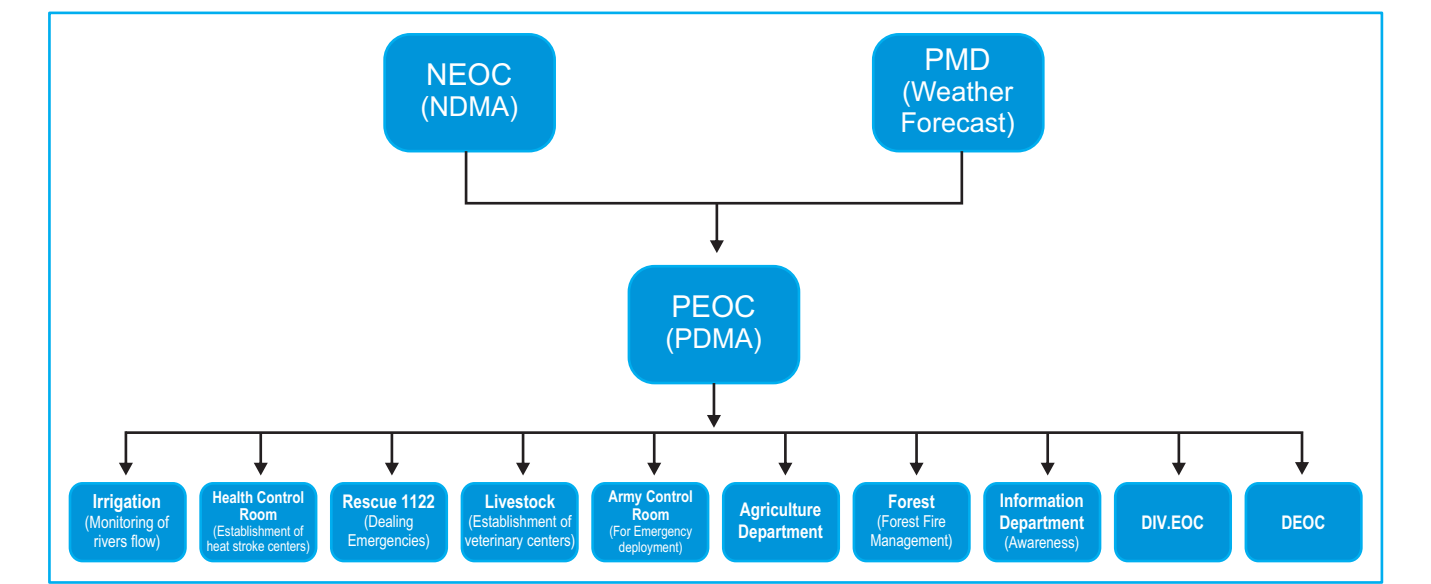 NEOC
(NDMA)
PMD
(Weather
Forecast)
PEOC
(PDMA)
Irrigation
(Monitoring of
rivers flow)
Health Control
Room
(Establishment of
heat stroke centers)
Rescue 1122
(Dealing
Emergencies)
Livestock
(Establishment of
veterinary centers)
Army Control
Room
(For Emergency
deployment)
Agriculture
Department
Forest
(Forest Fire
Management)
Information
Department
(Awareness)
DIV.EOC
DEOC